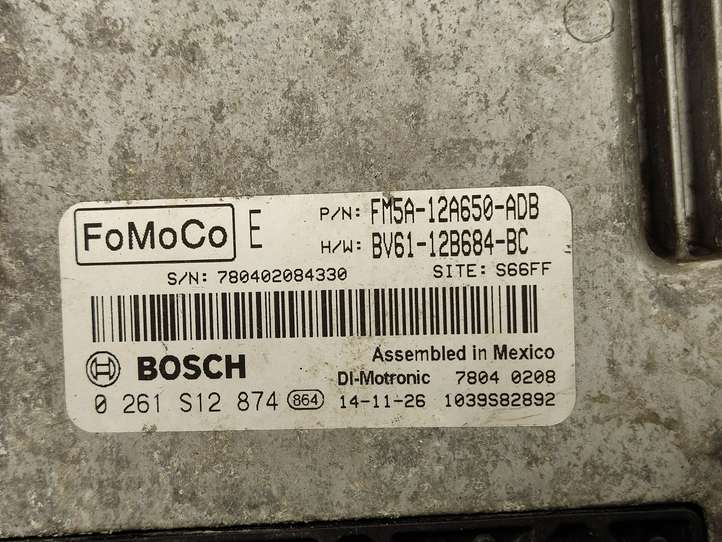 FoMoCo E P/N: FM5A-12A650-ADB
H/W: BV61-12B684-BC
S/N: 780402084330 SITE: S66FF
BOSCH Assembled in Mexico
DI-Motronic 7804 0208
0 261 S12 874 864 14-11-26 1039S82892